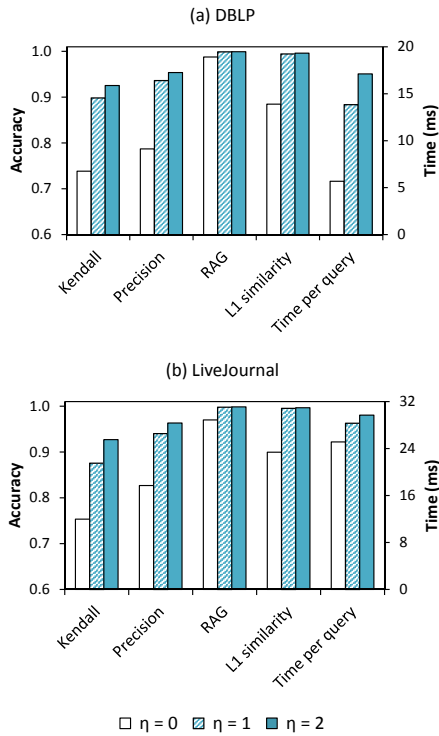 (a) DBLP
1.0
0.9
0.8
0.7
0.6
Accuracy
20
15
10
5
0
Time (ms)
Kendall
Precision
RAG
L1 similarity
Time per query
(b) LiveJournal
1.0
0.9
0.8
0.7
0.6
Accuracy
32
24
16
8
0
Time (ms)
Kendall
Precision
RAG
L1 similarity
Time per query
η = 0 η = 1 η = 2